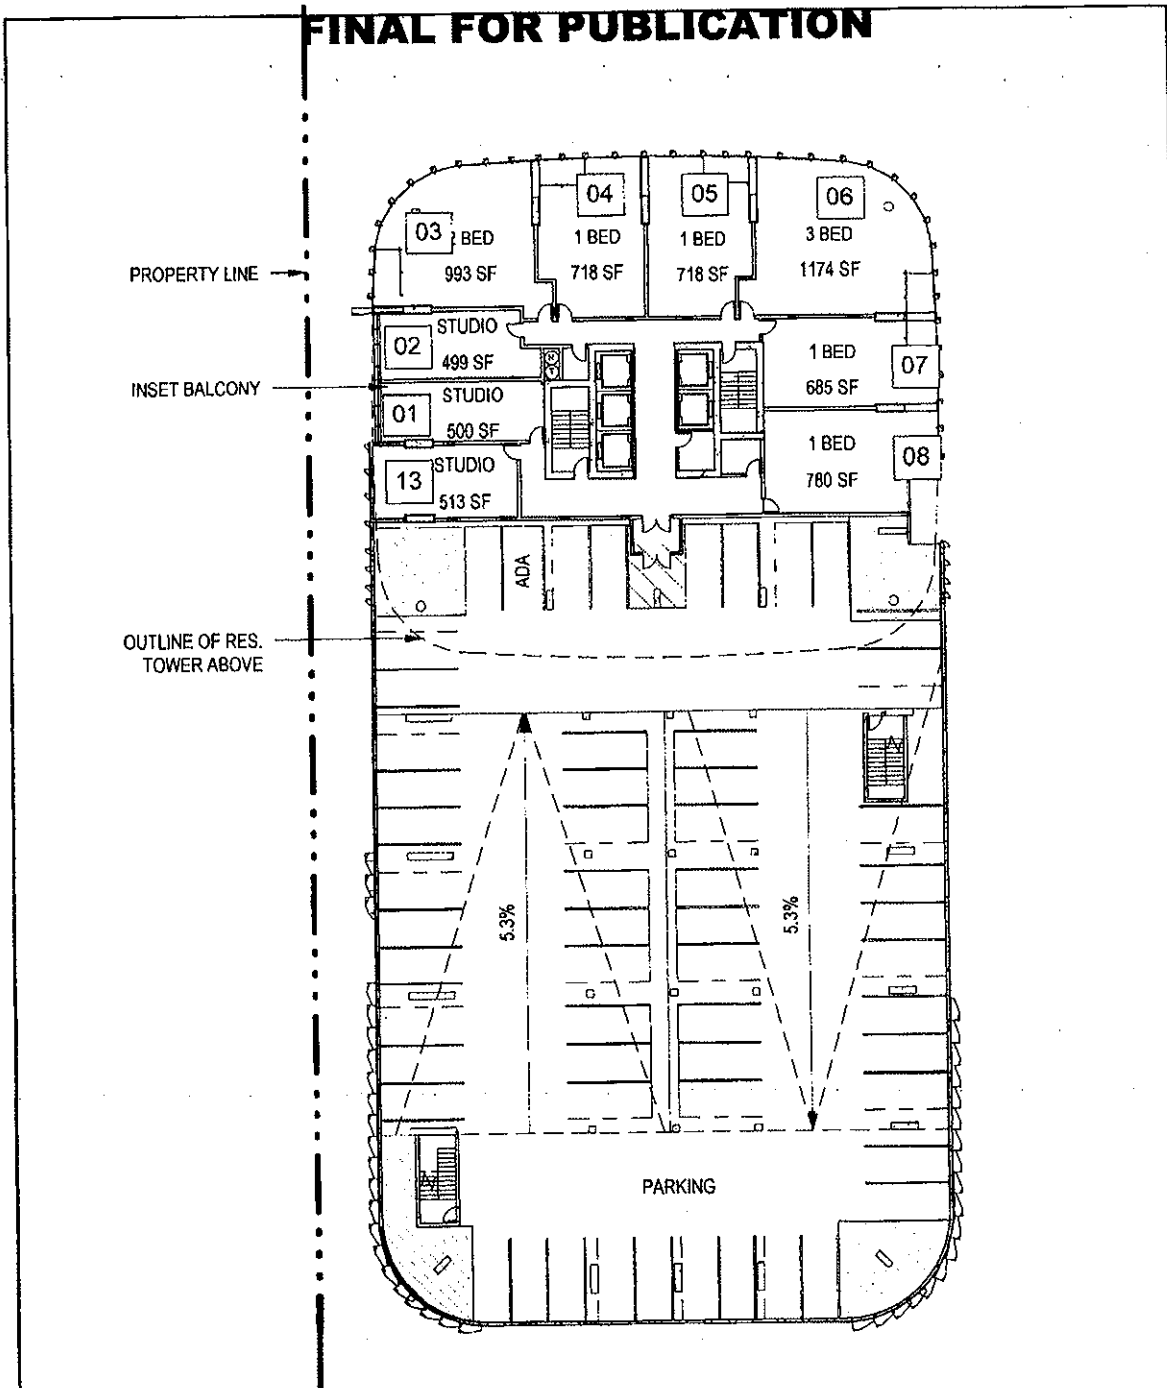 FINAL FOR PUBLICATION
04
05
06
03
BED
1 BED
1 BED
3 BED
993 SF
718 SF
718 SF
1174 SF
PROPERTY LINE
02
STUDIO
499 SF
1 BED
07
685 SF
INSET BALCONY
01
STUDIO
500 SF
1 BED
08
780 SF
13
STUDIO
513 SF
ADA
OUTLINE OF RES.
TOWER ABOVE
5.3%
5.3%
PARKING